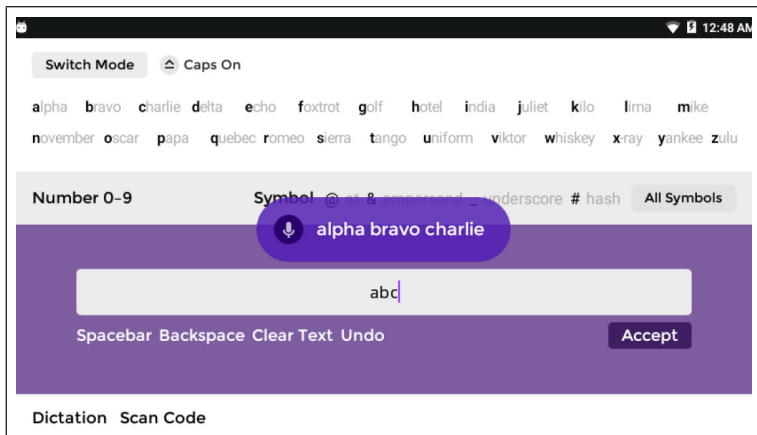 12:48 AM
Switch Mode Caps On
alpha bravo charlie delta echo foxtrot golf hotel india juliet kilo lima mike
november oscar papa quebec romeo sierra tango uniform viktor whiskey x-ray yankee zulu
Number 0-9 Symbol @ at & ampersand _ underscore # hash All Symbols
alpha bravo charlie
abc
Spacebar Backspace Clear Text Undo Accept
Dictation Scan Code